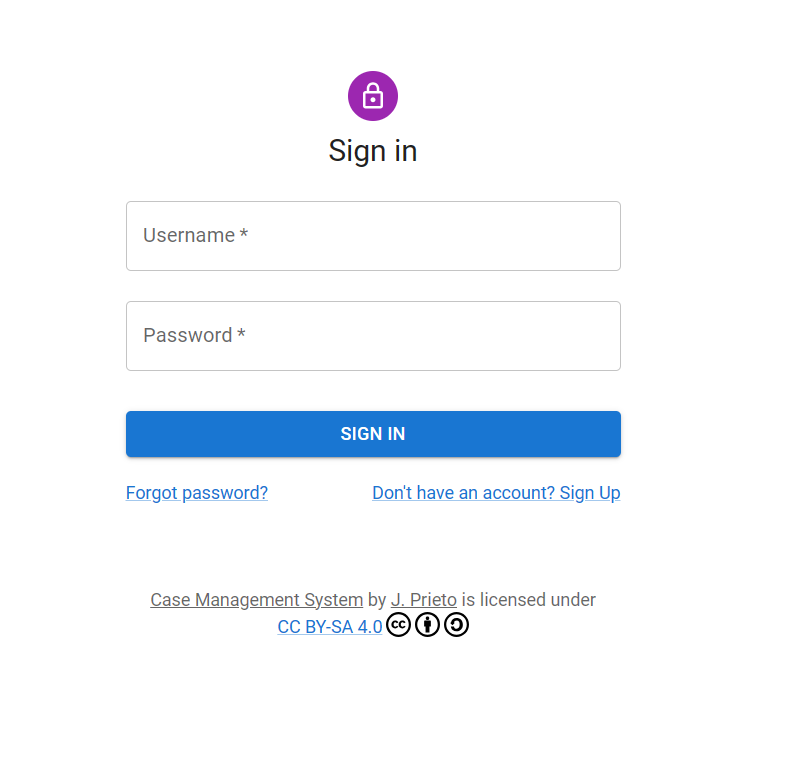 Sign in
Username *
Password *
SIGN IN
Forgot password?
Don't have an account? Sign Up
Case Management System by J. Prieto is licensed under
CC BY-SA 4.0